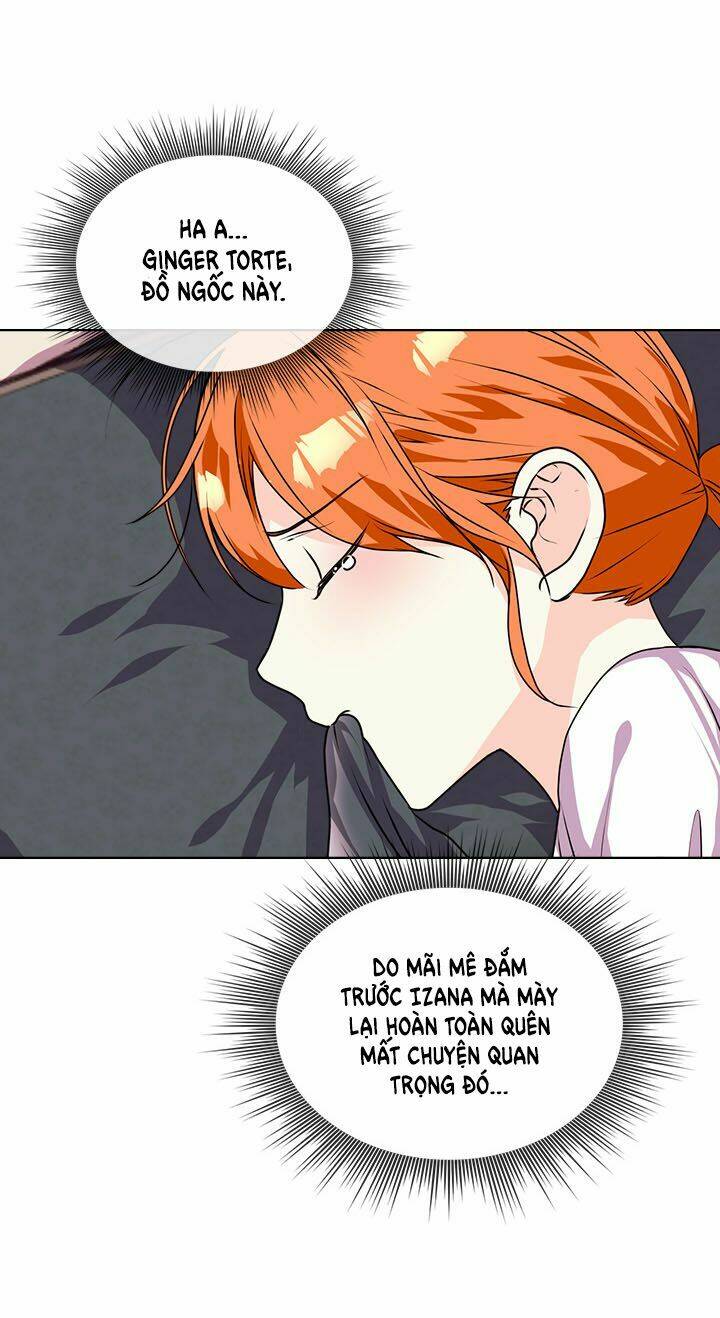 HA A...
GINGER TORTE,
ĐỒ NGỐC NÀY.
DO MÃI MÊ ĐẮM
TRƯỚC IZANA MÀ MÀY
LẠI HOÀN TOÀN QUÊN
MẤT CHUYỆN QUAN
TRỌNG ĐÓ...